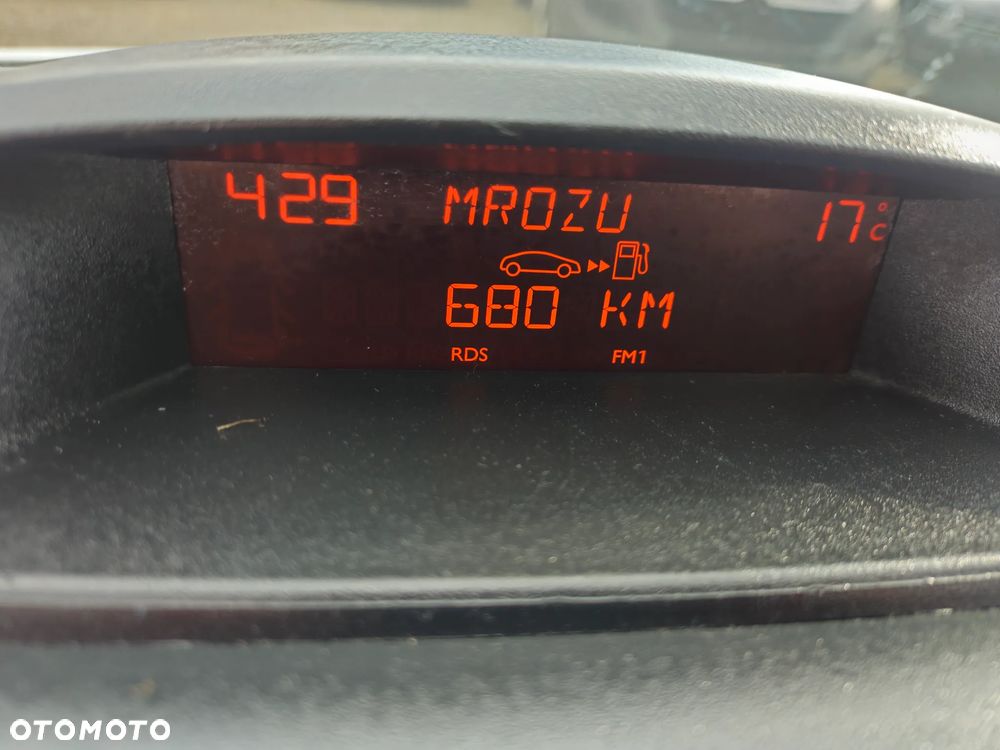 429 MROZU 17°C
680 KM
RDS FM1
OTOMOTO